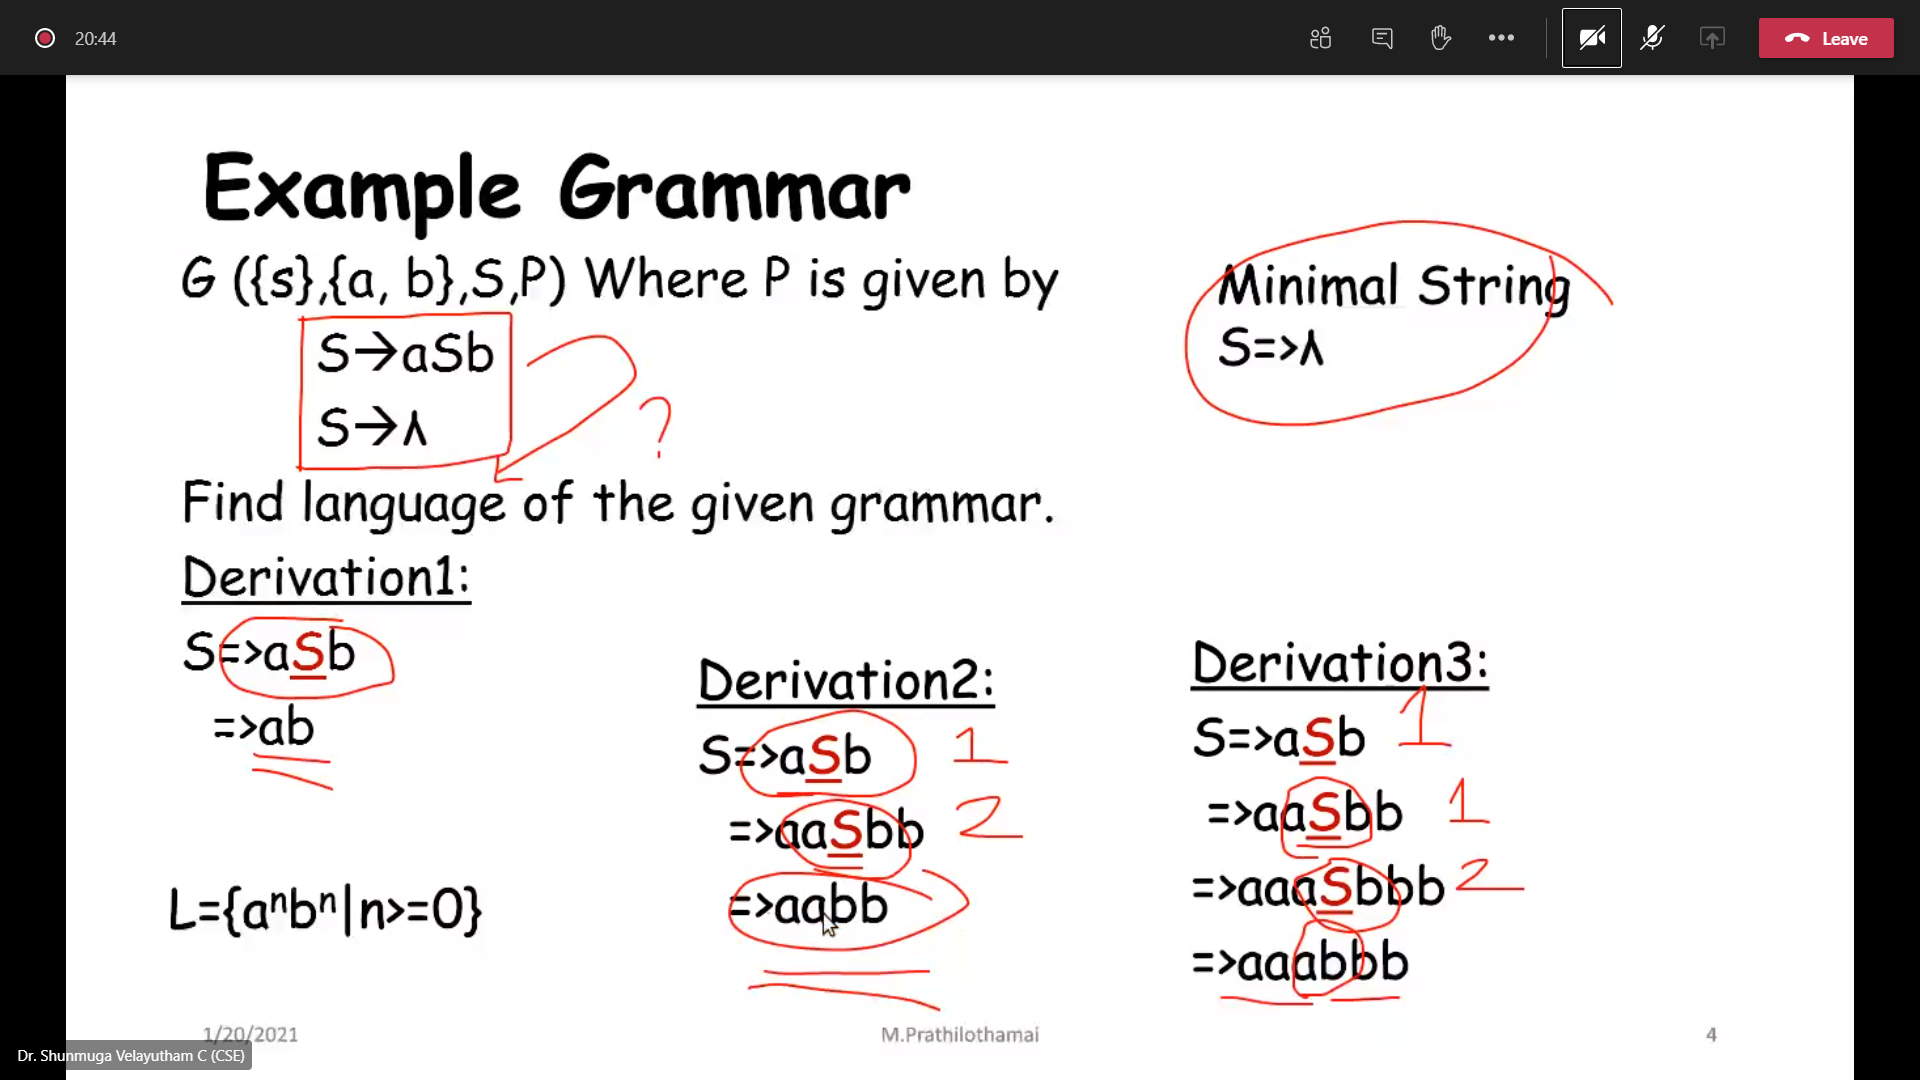 20:44
Leave
Example Grammar
G ({s},{a, b},S,P) Where P is given by
S→aSb
S→⅄
?
Minimal String
S=>⅄
Find language of the given grammar.
Derivation1:
S=>aSb
=>ab
L={aⁿbⁿ|n>=0}
Derivation2:
S=>aSb 1
=>aaSbb 2
=>aabb
Derivation3:
S=>aSb 1
=>aaSbb 1
=>aaaSbbb 2
=>aaabbb
1/20/2021
M.Prathilothamai
4
Dr. Shunmuga Velayutham C (CSE)